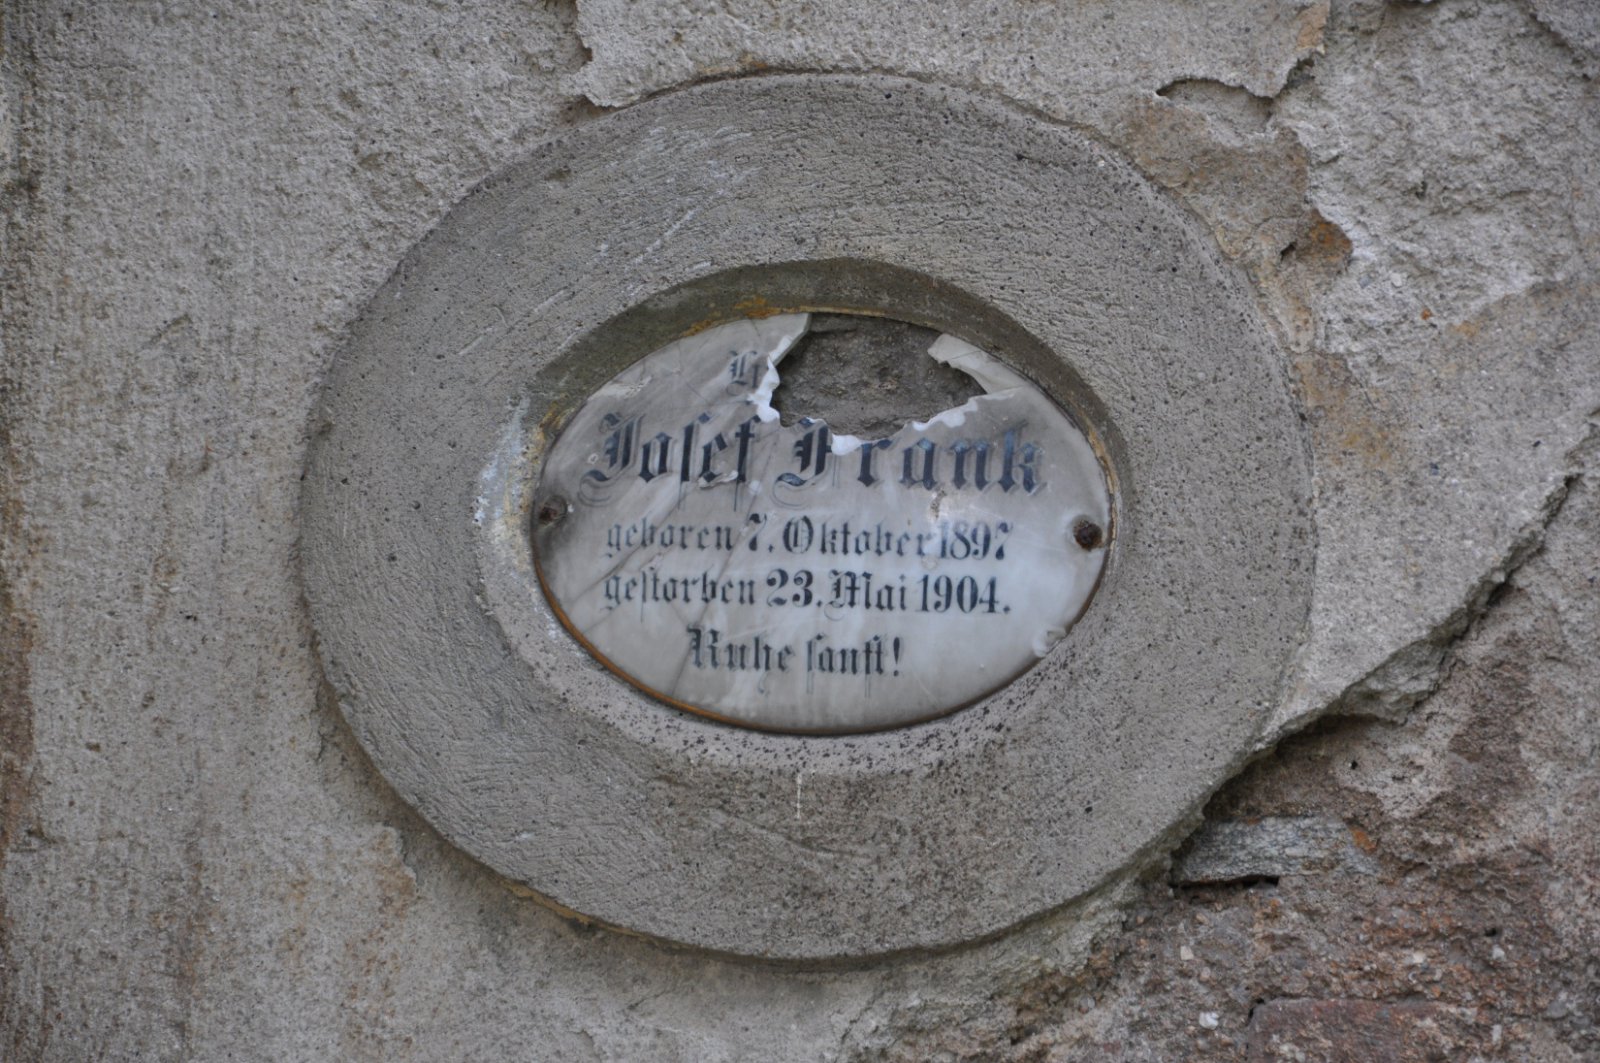 Josef Frank
geboren 7. Oktober 1897
gestorben 23. Mai 1904.
Ruhe sanft!